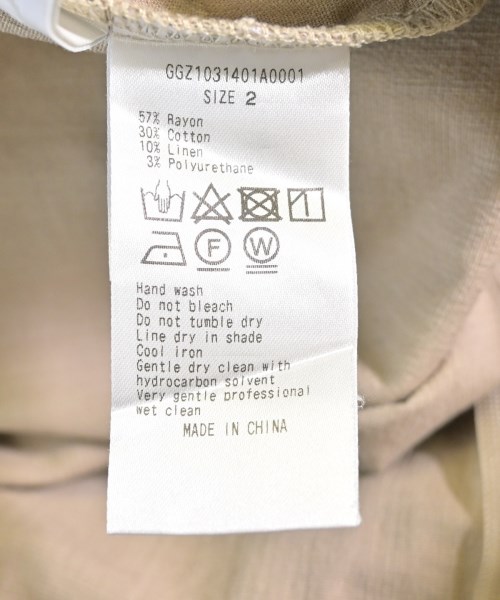 GGZ1031401A0001
SIZE 2
57% Rayon
30% Cotton
10% Linen
3% Polyurethane
F W
Hand wash
Do not bleach
Do not tumble dry
Line dry in shade
Cool iron
Gentle dry clean with
hydrocarbon solvent
Very gentle professional
wet clean
MADE IN CHINA